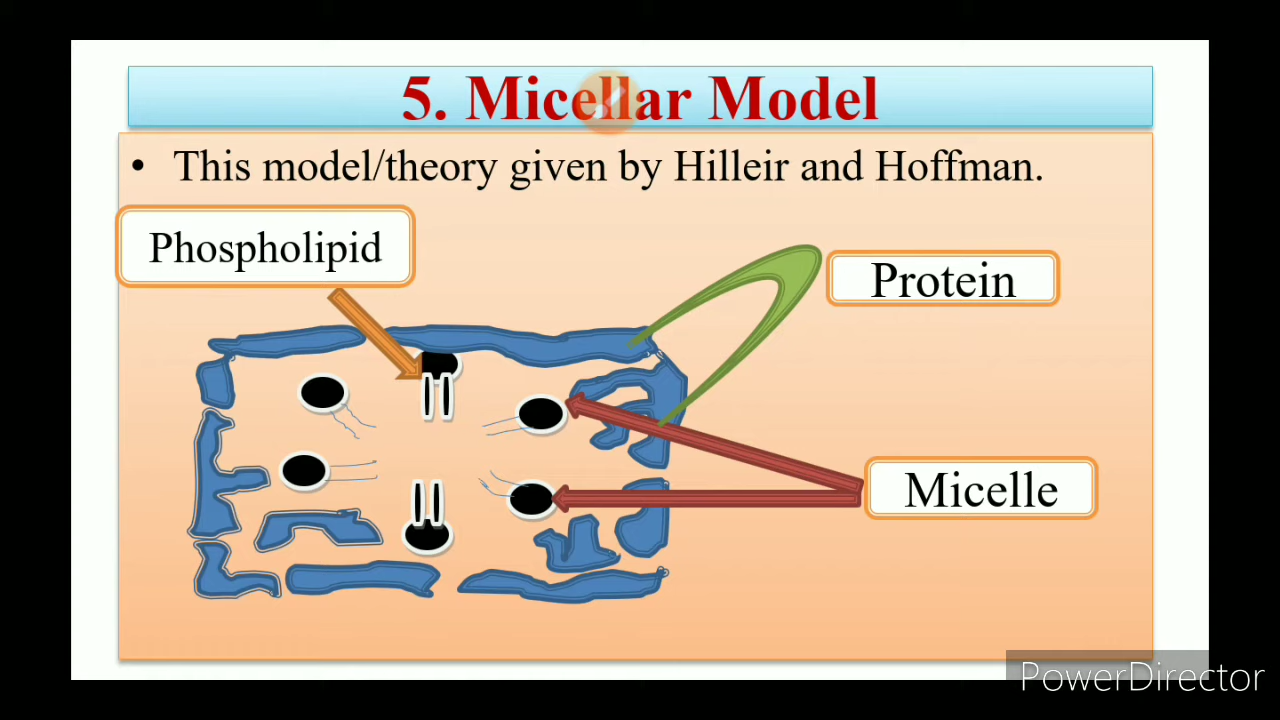 5. Micellar Model
• This model/theory given by Hilleir and Hoffman.
Phospholipid
Protein
Micelle
PowerDirector